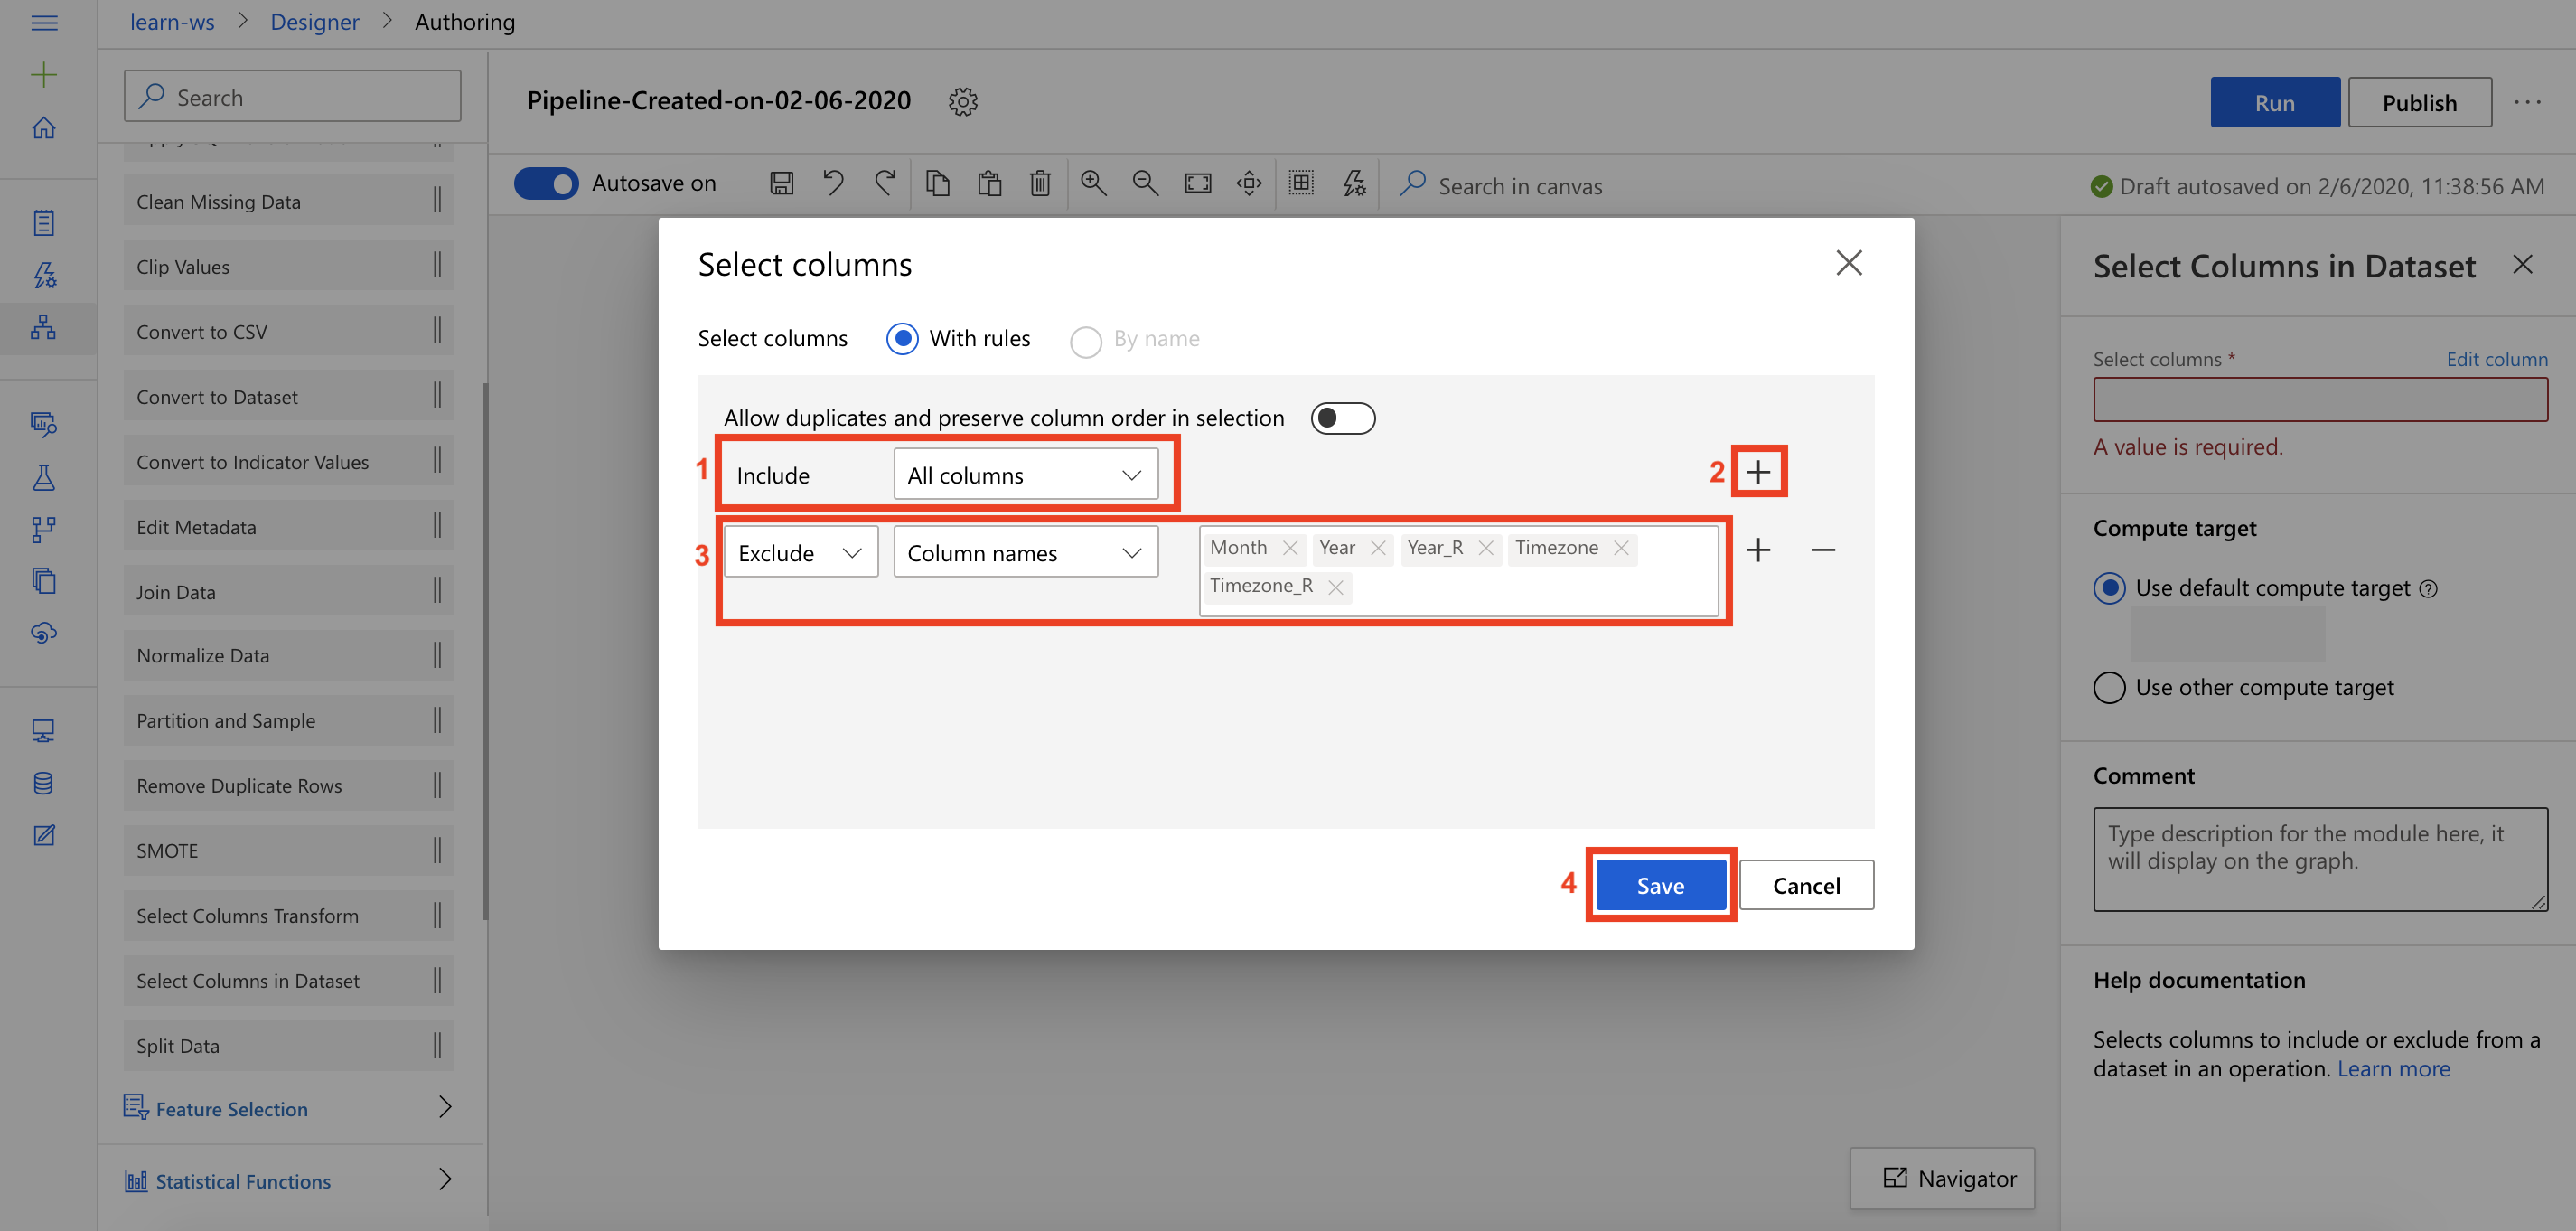 learn-ws > Designer > Authoring
Search
Clean Missing Data
Clip Values
Convert to CSV
Convert to Dataset
Convert to Indicator Values
Edit Metadata
Join Data
Normalize Data
Partition and Sample
Remove Duplicate Rows
SMOTE
Select Columns Transform
Select Columns in Dataset
Split Data
Feature Selection
Statistical Functions
Pipeline-Created-on-02-06-2020
Run
Publish
Autosave on
Search in canvas
Draft autosaved on 2/6/2020, 11:38:56 AM
Select columns
Select columns With rules By name
Allow duplicates and preserve column order in selection
1 Include All columns 2
3 Exclude Column names Month Year Year_R Timezone
Timezone_R
4 Save Cancel
Navigator
Select Columns in Dataset
Select columns * Edit column
A value is required.
Compute target
Use default compute target
Use other compute target
Comment
Type description for the module here, it
will display on the graph.
Help documentation
Selects columns to include or exclude from a
dataset in an operation. Learn more